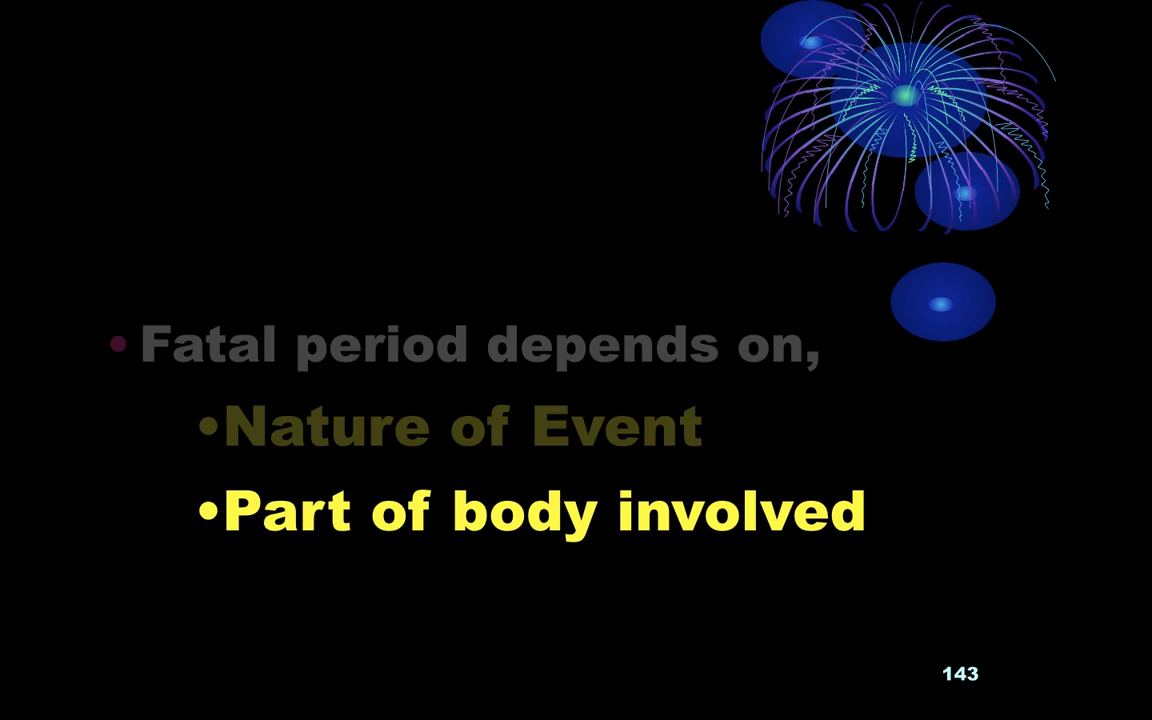 • Fatal period depends on,
•Nature of Event
•Part of body involved
143